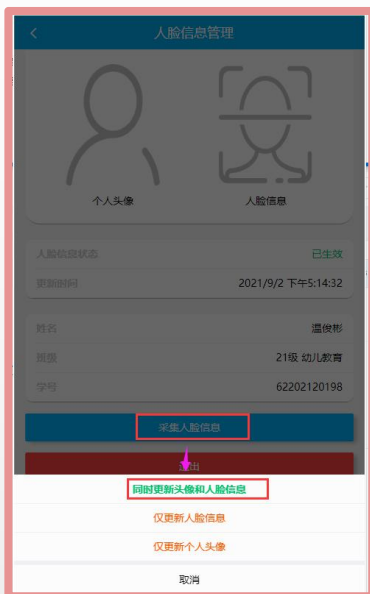 人脸信息管理
个人头像 人脸信息
人脸信息状态 已生效
更新时间 2021/9/2 下午5:14:32
姓名 温俊彬
班级 21级 幼儿教育
学号 62202120198
采集人脸信息
退出
同时更新头像和人脸信息
仅更新人脸信息
仅更新个人头像
取消